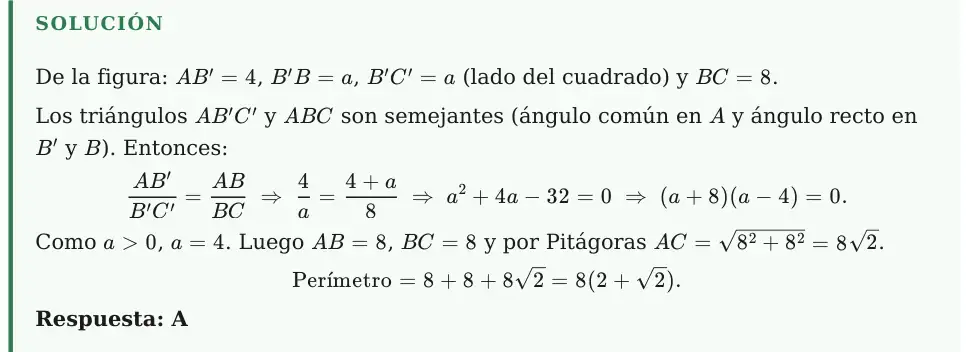 SOLUCIÓN
De la figura: AB′ = 4, B′B = a, B′C′ = a (lado del cuadrado) y BC = 8.
Los triángulos AB′C′ y ABC son semejantes (ángulo común en A y ángulo recto en
B′ y B). Entonces:
AB′/B′C′ = AB/BC ⇒ 4/a = (4 + a)/8 ⇒ a² + 4a − 32 = 0 ⇒ (a + 8)(a − 4) = 0.
Como a > 0, a = 4. Luego AB = 8, BC = 8 y por Pitágoras AC = √(8² + 8²) = 8√2.
Perímetro = 8 + 8 + 8√2 = 8(2 + √2).
Respuesta: A